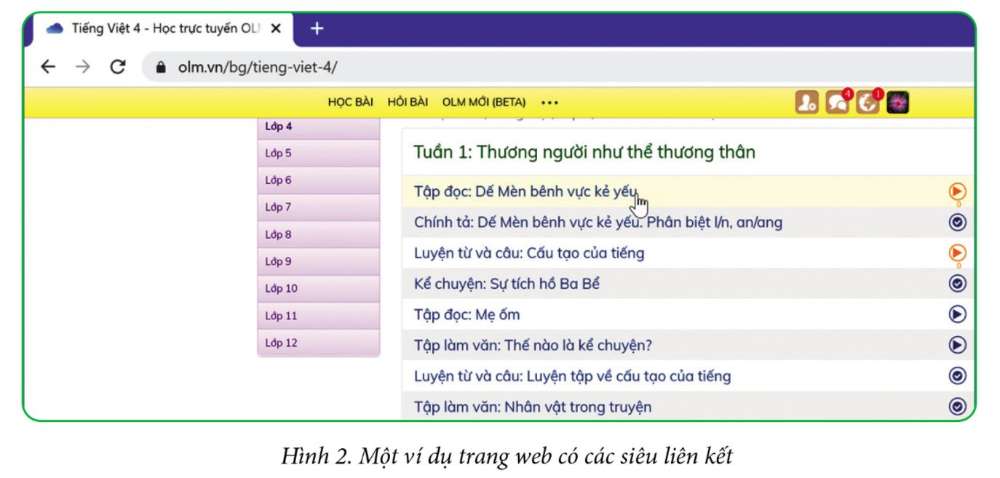 Tiếng Việt 4 - Học trực tuyến OL
olm.vn/bg/tieng-viet-4/
HỌC BÀI HỎI BÀI OLM MỚI (BETA) •••
4 1
Lớp 4
Lớp 5
Lớp 6
Lớp 7
Lớp 8
Lớp 9
Lớp 10
Lớp 11
Lớp 12
Tuần 1: Thương người như thể thương thân
Tập đọc: Dế Mèn bênh vực kẻ yếu
0
Chính tả: Dế Mèn bênh vực kẻ yếu. Phân biệt l/n, an/ang
Luyện từ và câu: Cấu tạo của tiếng
0
Kể chuyện: Sự tích hồ Ba Bể
Tập đọc: Mẹ ốm
Tập làm văn: Thế nào là kể chuyện?
Luyện từ và câu: Luyện tập về cấu tạo của tiếng
Tập làm văn: Nhân vật trong truyện
Hình 2. Một ví dụ trang web có các siêu liên kết